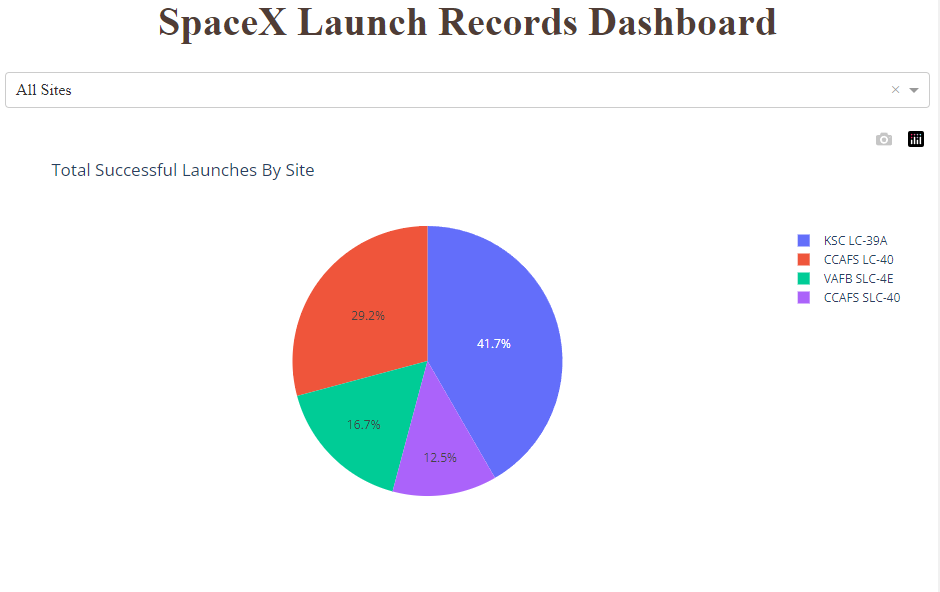 SpaceX Launch Records Dashboard
All Sites
Total Successful Launches By Site
KSC LC-39A
CCAFS LC-40
VAFB SLC-4E
CCAFS SLC-40
29.2%
41.7%
16.7%
12.5%